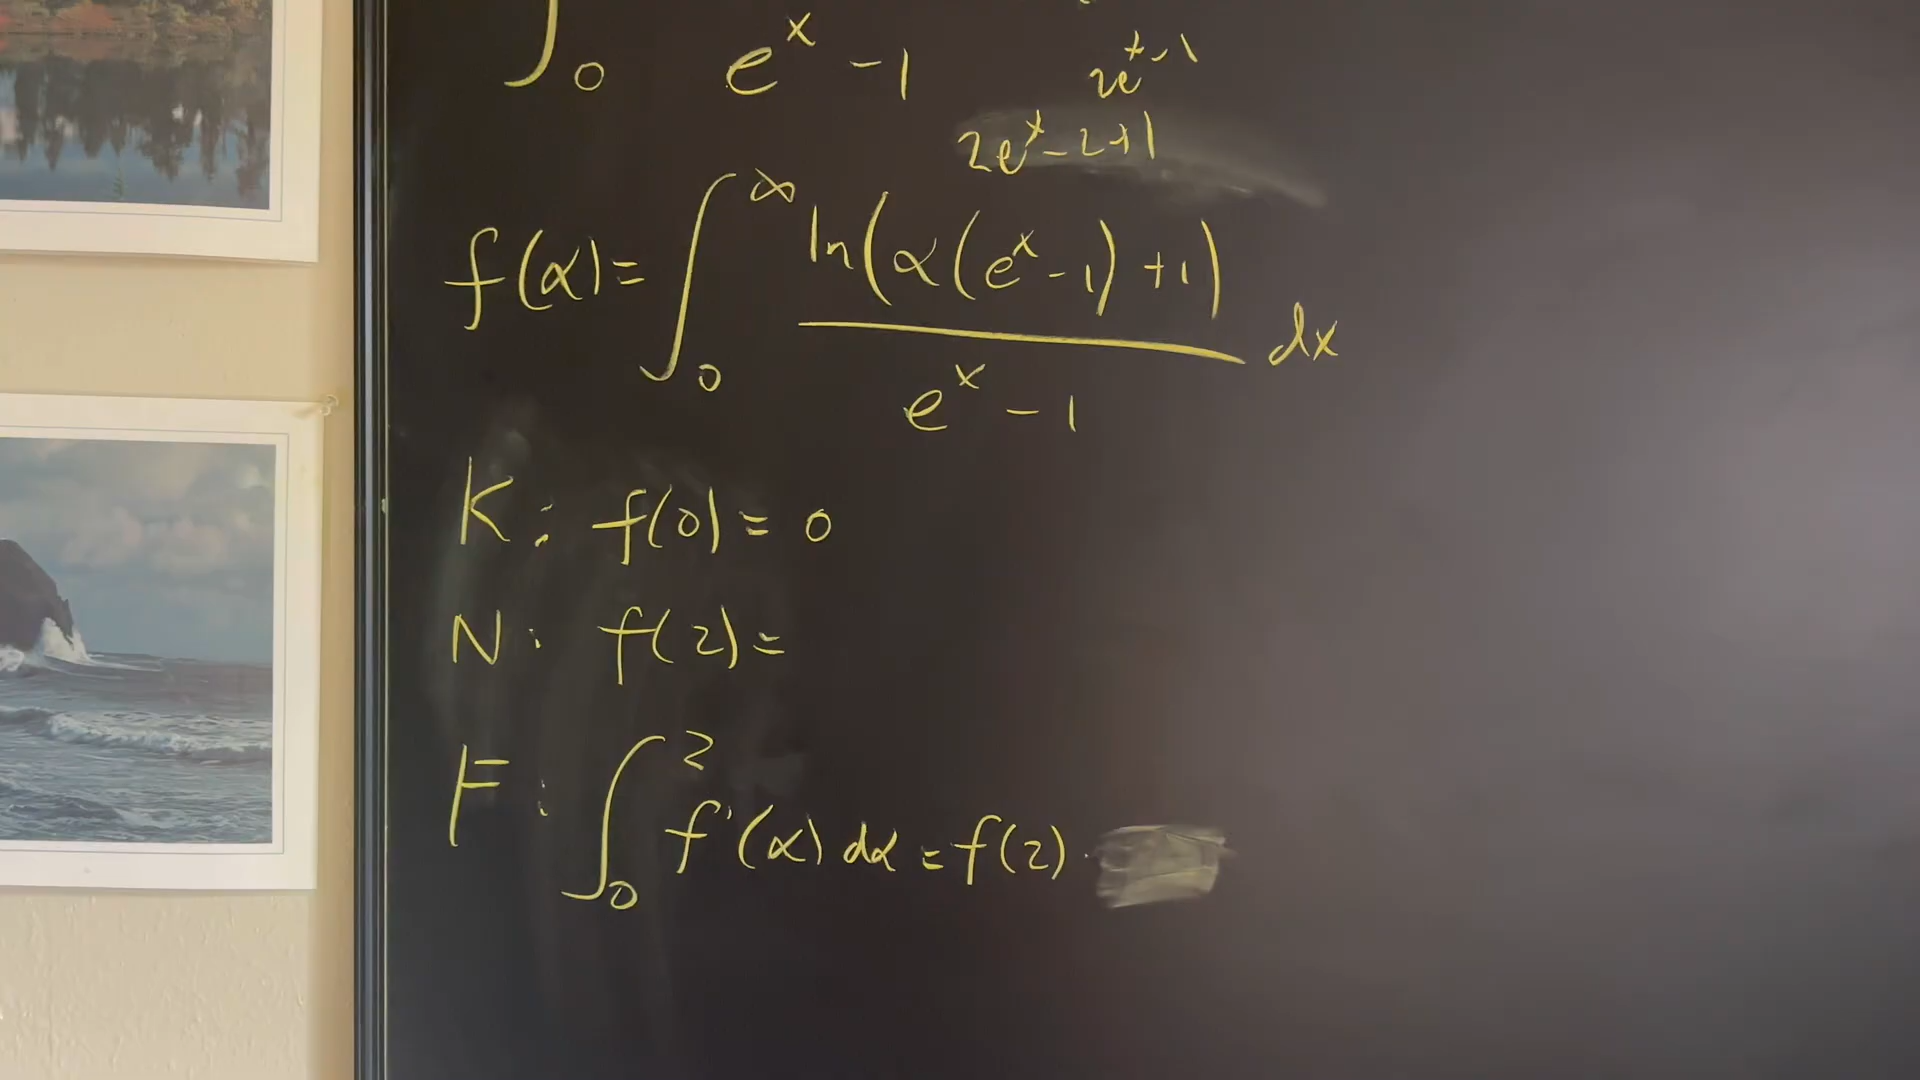 ∫₀ eˣ - 1
2eˣ - 1
2eˣ - 2 + 1
f(α) = ∫₀^∞ ln(α(eˣ - 1) + 1) / (eˣ - 1) dx
K: f(0) = 0
N: f(2) =
F: ∫₀² f'(α) dα = f(2)